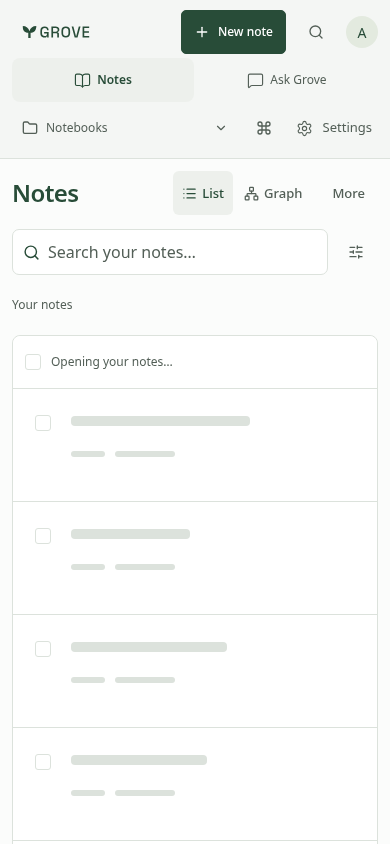 GROVE
New note
A
Notes
Ask Grove
Notebooks
Settings
Notes
List
Graph
More
Search your notes...
Your notes
Opening your notes...